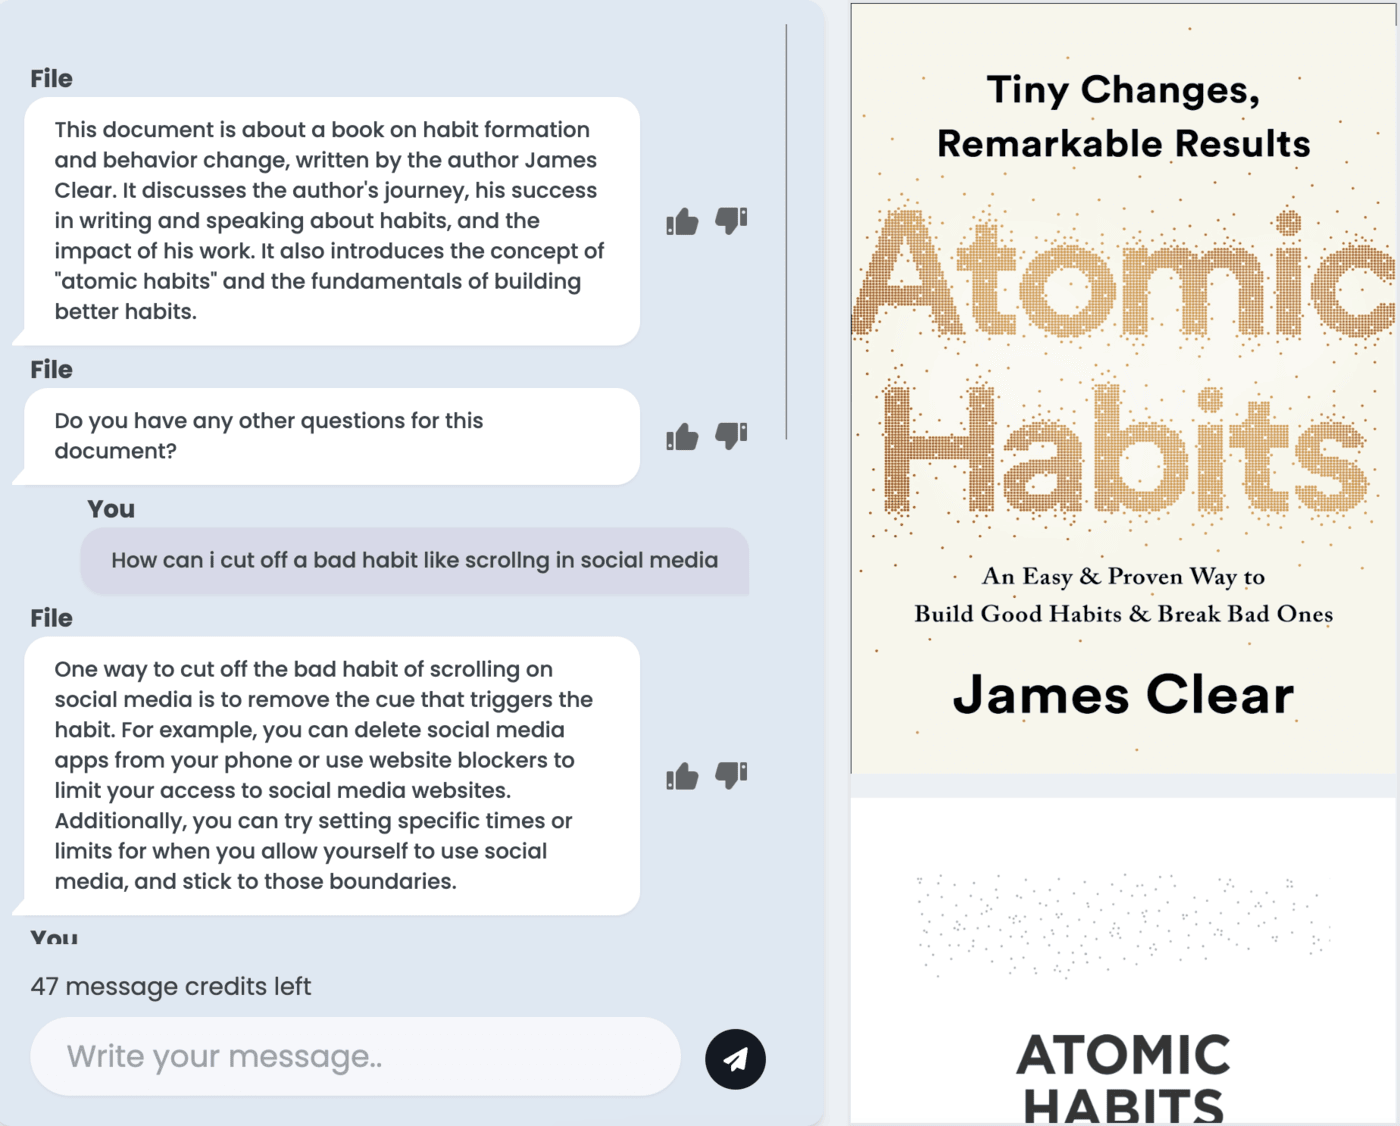 File
This document is about a book on habit formation
and behavior change, written by the author James
Clear. It discusses the author's journey, his success
in writing and speaking about habits, and the
impact of his work. It also introduces the concept of
"atomic habits" and the fundamentals of building
better habits.
File
Do you have any other questions for this
document?
You
How can i cut off a bad habit like scrollng in social media
File
One way to cut off the bad habit of scrolling on
social media is to remove the cue that triggers the
habit. For example, you can delete social media
apps from your phone or use website blockers to
limit your access to social media websites.
Additionally, you can try setting specific times or
limits for when you allow yourself to use social
media, and stick to those boundaries.
You
47 message credits left
Write your message..
Tiny Changes,
Remarkable Results
Atomic
Habits
An Easy & Proven Way to
Build Good Habits & Break Bad Ones
James Clear
ATOMIC
HABITS